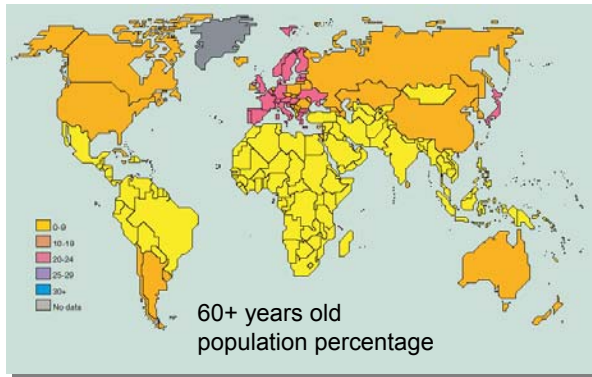 0-9
10-19
20-24
25-29
30+
No data
60+ years old
population percentage